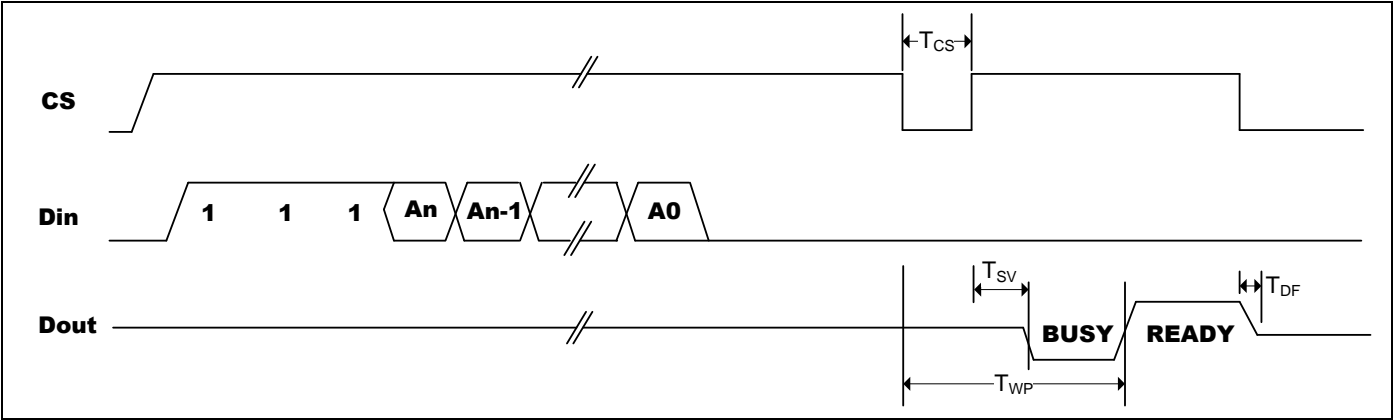 TCS
CS
Din
1 1 1 An An-1 A0
TSV
TDF
Dout
BUSY READY
TWP